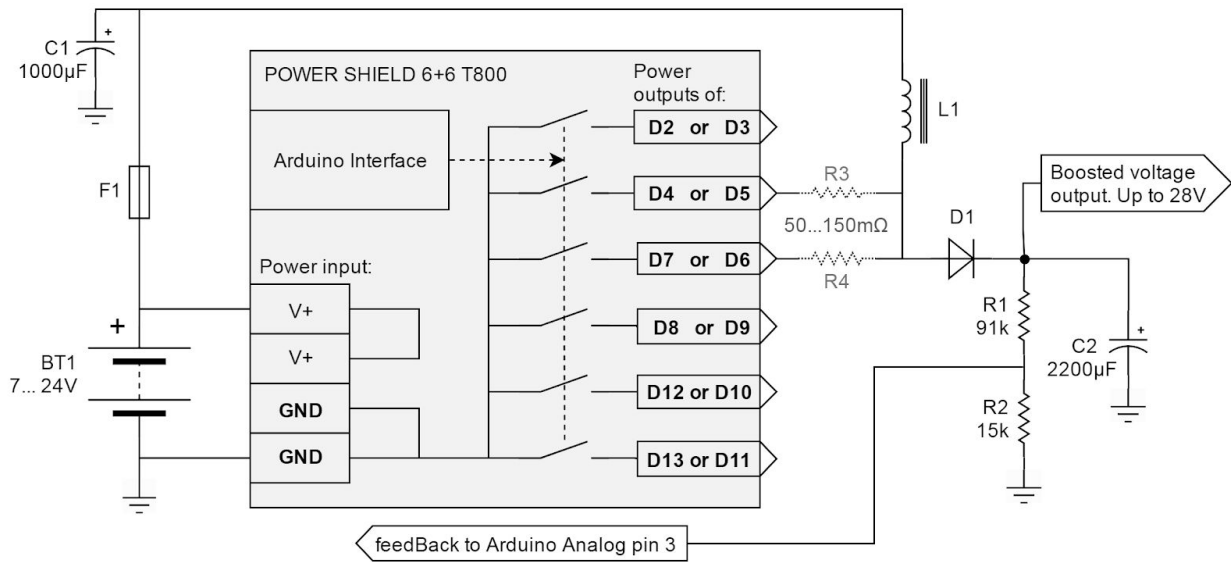 C1
1000µF
+
POWER SHIELD 6+6 T800
Power
outputs of:
Arduino Interface
D2 or D3
D4 or D5
D7 or D6
D8 or D9
D12 or D10
D13 or D11
L1
F1
R3
50...150mΩ
R4
D1
Boosted voltage
output. Up to 28V
Power input:
V+
V+
GND
GND
+
BT1
7... 24V
R1
91k
R2
15k
+
C2
2200µF
feedBack to Arduino Analog pin 3